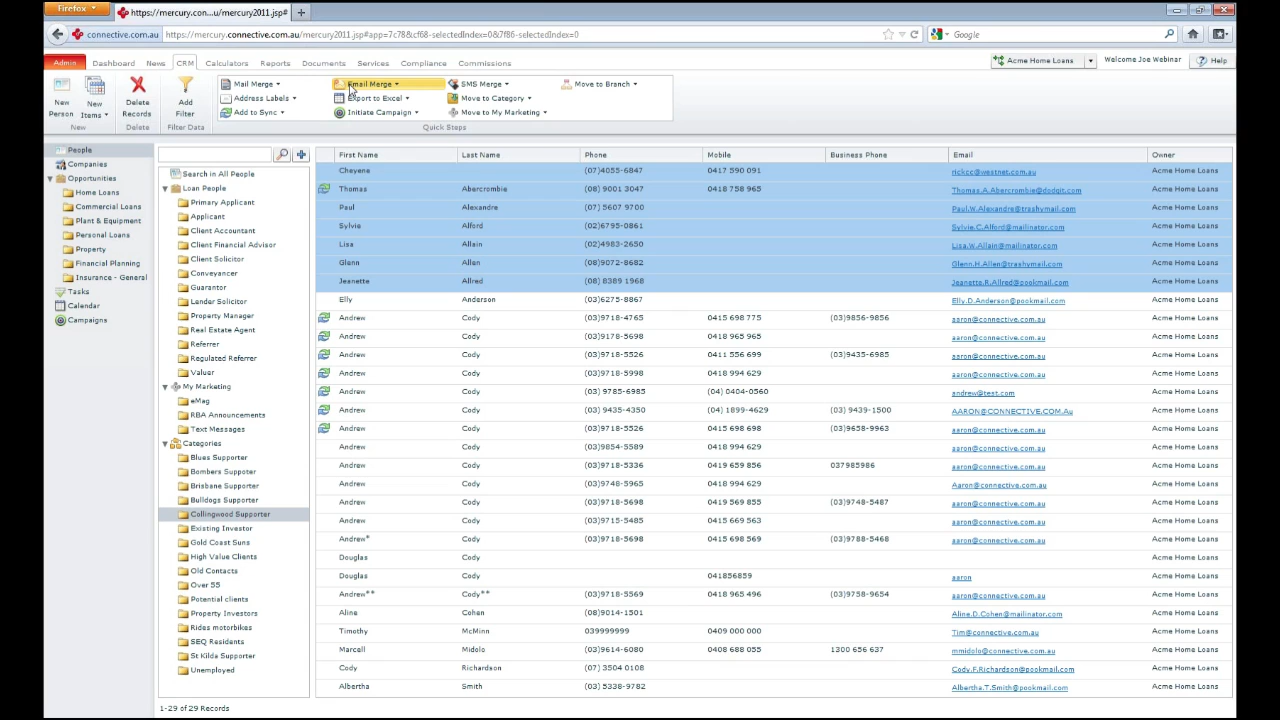 Firefox
https://mercury.con...u/mercury2011.jsp#
connective.com.au
https://mercury.connective.com.au/mercury2011.jsp#app=7c78&cf68-selectedIndex=0&7f86-selectedIndex=0
Google
Admin Dashboard News CRM Calculators Reports Documents Services Compliance Commissions
Acme Home Loans Welcome Joe Webinar Help
New Person New Items Delete Records Add Filter
Mail Merge Email Merge SMS Merge Move to Branch
Address Labels Export to Excel Move to Category
Add to Sync Initiate Campaign Move to My Marketing
New Delete Filter Data Quick Steps
People
Companies
Opportunities
Home Loans
Commercial Loans
Plant & Equipment
Personal Loans
Property
Financial Planning
Insurance - General
Tasks
Calendar
Campaigns
Search in All People
Loan People
Primary Applicant
Applicant
Client Accountant
Client Financial Advisor
Client Solicitor
Conveyancer
Guarantor
Lender Solicitor
Property Manager
Real Estate Agent
Referrer
Regulated Referrer
Valuer
My Marketing
eMag
RBA Announcements
Text Messages
Categories
Blues Supporter
Bombers Supporter
Brisbane Supporter
Bulldogs Supporter
Collingwood Supporter
Existing Investor
Gold Coast Suns
High Value Clients
Old Contacts
Over 55
Potential clients
Property Investors
Rides motorbikes
SEQ Residents
St Kilda Supporter
Unemployed
First Name Last Name Phone Mobile Business Phone Email Owner
Cheyene (07)4055-6847 0417 590 091 rickcc@westnet.com.au Acme Home Loans
Thomas Abercrombie (08) 9001 3047 0418 758 965 Thomas.A.Abercrombie@dodgit.com Acme Home Loans
Paul Alexandre (07) 5607 9700 Paul.W.Alexandre@trashymail.com Acme Home Loans
Sylvie Alford (02)6795-0861 Sylvie.C.Alford@mailinator.com Acme Home Loans
Lisa Allain (02)4983-2650 Lisa.W.Allain@mailinator.com Acme Home Loans
Glenn Allen (08)9072-8682 Glenn.H.Allen@trashymail.com Acme Home Loans
Jeanette Allred (08) 8389 1968 Jeanette.R.Allred@pookmail.com Acme Home Loans
Elly Anderson (03)6275-8867 Elly.D.Anderson@pookmail.com Acme Home Loans
Andrew Cody (03)9718-4765 0415 698 775 (03)9856-9856 aaron@connective.com.au Acme Home Loans
Andrew Cody (03)9178-5698 0418 965 965 aaron@connective.com.au Acme Home Loans
Andrew Cody (03)9718-5526 0411 556 699 (03)9435-6985 aaron@connective.com.au Acme Home Loans
Andrew Cody (03)9718-5998 0418 994 629 aaron@connective.com.au Acme Home Loans
Andrew Cody (03) 9785-6985 (04) 0404-0560 andrew@test.com Acme Home Loans
Andrew Cody (03) 9435-4350 (04) 1899-4629 (03) 9439-1500 AARON@CONNECTIVE.COM.Au Acme Home Loans
Andrew Cody (03)9718-5526 0415 698 698 (03)9658-9963 aaron@connective.com.au Acme Home Loans
Andrew Cody (03)9854-5589 0418 994 629 aaron@connective.com.au Acme Home Loans
Andrew Cody (03)9718-5336 0419 659 856 037985986 aaron@connective.com.au Acme Home Loans
Andrew Cody (03)9748-5965 0418 994 629 Aaron@connective.com.au Acme Home Loans
Andrew Cody (03)9718-5698 0419 569 855 (03)9748-5487 aaron@connective.com.au Acme Home Loans
Andrew Cody (03)9715-5485 0415 669 563 aaron@connective.com.au Acme Home Loans
Andrew* Cody (03)9718-5698 0415 698 569 (03)9788-5468 aaron@connective.com.au Acme Home Loans
Douglas Cody Acme Home Loans
Douglas Cody 041856859 aaron Acme Home Loans
Andrew** Cody** (03)9718-5569 0418 965 496 (03)9758-9654 aaron@connective.com.au Acme Home Loans
Aline Cohen (08)9014-1501 Aline.D.Cohen@mailinator.com Acme Home Loans
Timothy McMinn 039999999 0409 000 000 Tim@connective.com.au Acme Home Loans
Marcell Midolo (03)9614-6080 0408 688 055 1300 656 637 mmidolo@connective.com.au Acme Home Loans
Cody Richardson (07) 3504 0108 Cody.F.Richardson@pookmail.com Acme Home Loans
Albertha Smith (03) 5338-9782 Albertha.T.Smith@pookmail.com Acme Home Loans
1-29 of 29 Records